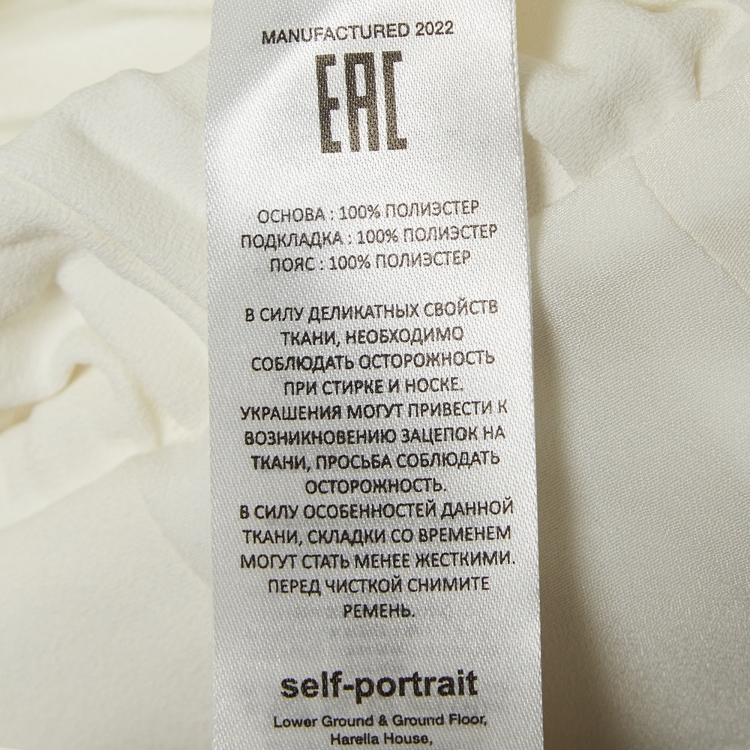 MANUFACTURED 2022
EAC
ОСНОВА : 100% ПОЛИЭСТЕР
ПОДКЛАДКА : 100% ПОЛИЭСТЕР
ПОЯС : 100% ПОЛИЭСТЕР
В СИЛУ ДЕЛИКАТНЫХ СВОЙСТВ
ТКАНИ, НЕОБХОДИМО
СОБЛЮДАТЬ ОСТОРОЖНОСТЬ
ПРИ СТИРКЕ И НОСКЕ.
УКРАШЕНИЯ МОГУТ ПРИВЕСТИ К
ВОЗНИКНОВЕНИЮ ЗАЦЕПОК НА
ТКАНИ, ПРОСЬБА СОБЛЮДАТЬ
ОСТОРОЖНОСТЬ.
В СИЛУ ОСОБЕННОСТЕЙ ДАННОЙ
ТКАНИ, СКЛАДКИ СО ВРЕМЕНЕМ
МОГУТ СТАТЬ МЕНЕЕ ЖЕСТКИМИ.
ПЕРЕД ЧИСТКОЙ СНИМИТЕ
РЕМЕНЬ.
self-portrait
Lower Ground & Ground Floor,
Harella House,